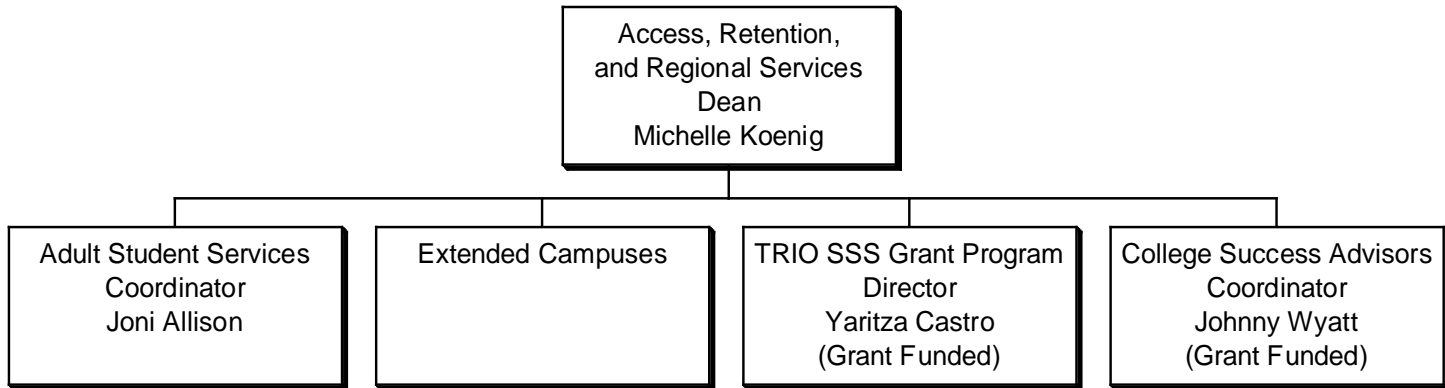 Access, Retention,
and Regional Services
Dean
Michelle Koenig
Adult Student Services
Coordinator
Joni Allison
Extended Campuses
TRIO SSS Grant Program
Director
Yaritza Castro
(Grant Funded)
College Success Advisors
Coordinator
Johnny Wyatt
(Grant Funded)